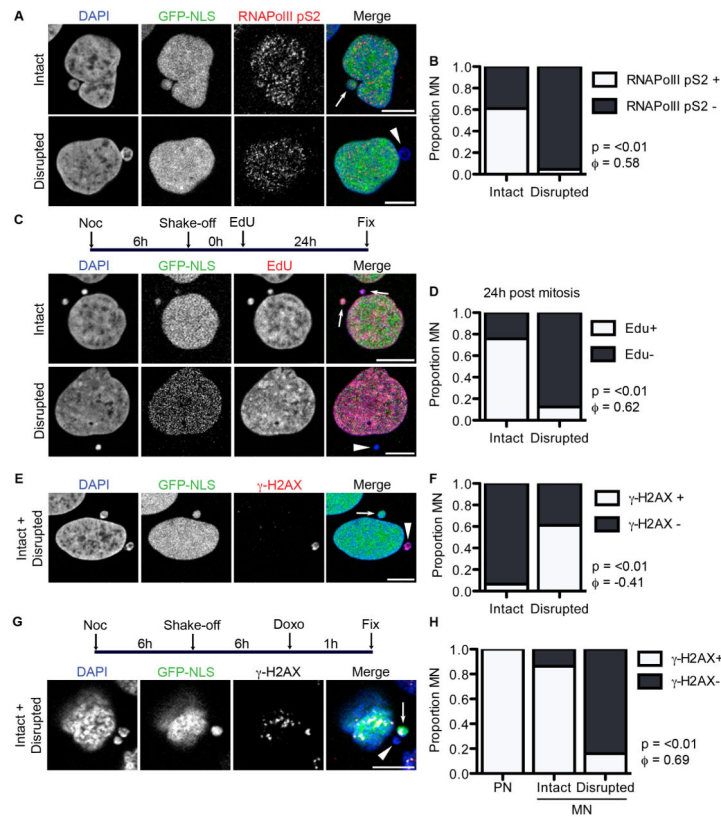 A
DAPI GFP-NLS RNAPolII pS2 Merge
Intact
Disrupted
B
Proportion MN
1.0
0.8
0.6
0.4
0.2
0.0
Intact Disrupted
RNAPolII pS2 +
RNAPolII pS2 -
p = <0.01
ϕ = 0.58
C
Noc Shake-off EdU Fix
6h 0h 24h
DAPI GFP-NLS EdU Merge
Intact
Disrupted
D
24h post mitosis
Proportion MN
1.0
0.8
0.6
0.4
0.2
0.0
Intact Disrupted
Edu+
Edu-
p = <0.01
ϕ = 0.62
E
DAPI GFP-NLS γ-H2AX Merge
Intact +
Disrupted
F
Proportion MN
1.0
0.8
0.6
0.4
0.2
0.0
Intact Disrupted
γ-H2AX +
γ-H2AX -
p = <0.01
ϕ = -0.41
G
Noc Shake-off Doxo Fix
6h 6h 1h
DAPI GFP-NLS γ-H2AX Merge
Intact +
Disrupted
H
Proportion MN
1.0
0.8
0.6
0.4
0.2
0.0
PN Intact Disrupted
MN
γ-H2AX+
γ-H2AX-
p = <0.01
ϕ = 0.69